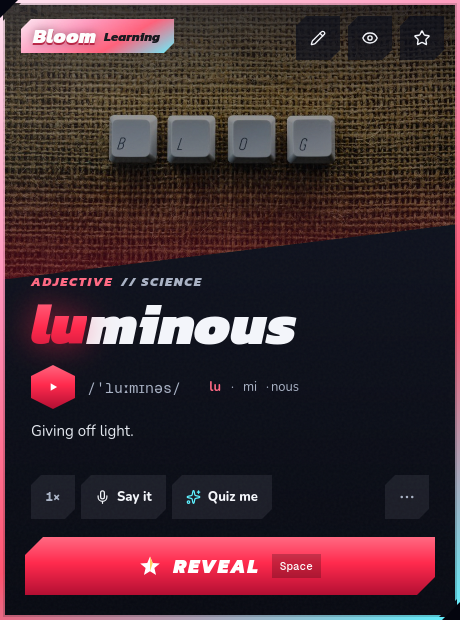 Bloom Learning
B L O G
ADJECTIVE // SCIENCE
luminous
/ˈluːmɪnəs/ lu · mi · nous
Giving off light.
1× Say it Quiz me ...
REVEAL Space